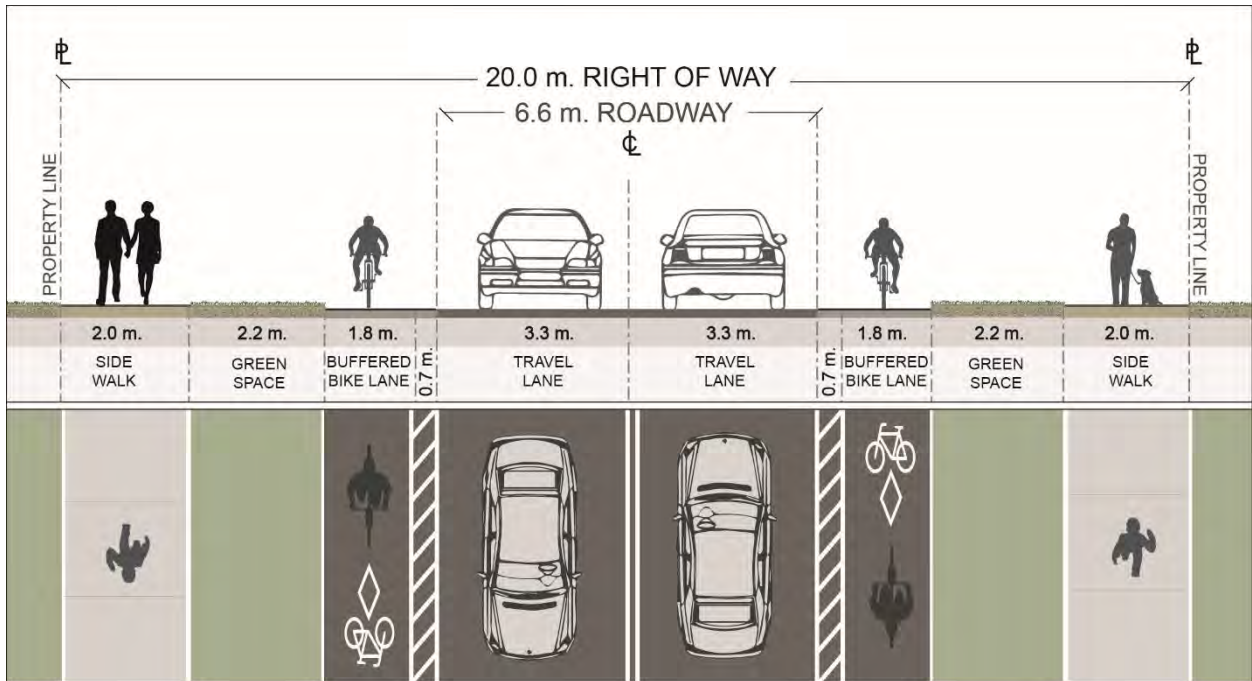 ℄
℄
20.0 m. RIGHT OF WAY
6.6 m. ROADWAY
℄
PROPERTY LINE
PROPERTY LINE
2.0 m.
2.2 m.
1.8 m.
0.7 m.
3.3 m.
3.3 m.
0.7 m.
1.8 m.
2.2 m.
2.0 m.
SIDE
WALK
GREEN
SPACE
BUFFERED
BIKE LANE
TRAVEL
LANE
TRAVEL
LANE
BUFFERED
BIKE LANE
GREEN
SPACE
SIDE
WALK